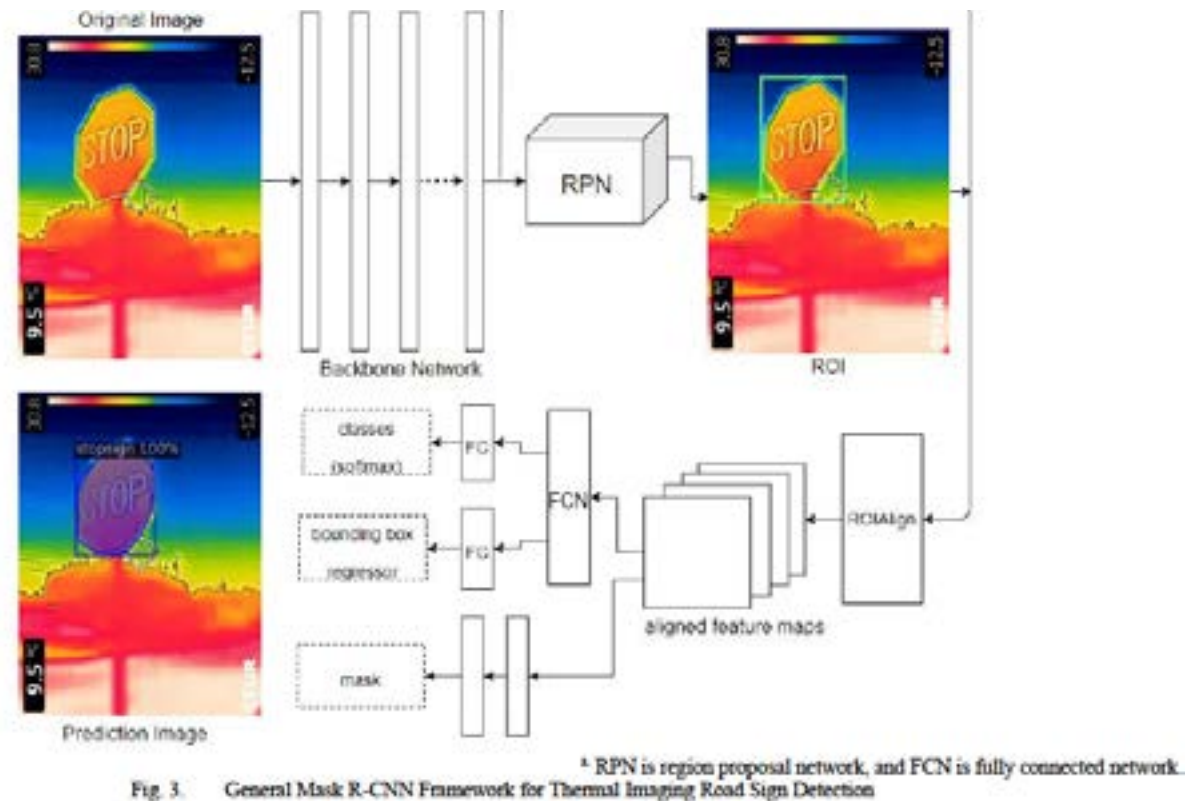 Original Image
30.8
-12.5
STOP
9.5 °C
RPN
30.8
-12.5
STOP
9.5 °C
Backbone Network
ROI
30.8
-12.5
stopsign 100%
STOP
9.5 °C
classes
(softmax)
FC
FCN
bounding box
regressor
FC
ROIAlign
aligned feature maps
mask
Prediction Image
a. RPN is region proposal network, and FCN is fully connected network.
Fig. 3. General Mask R-CNN Framework for Thermal Imaging Road Sign Detection